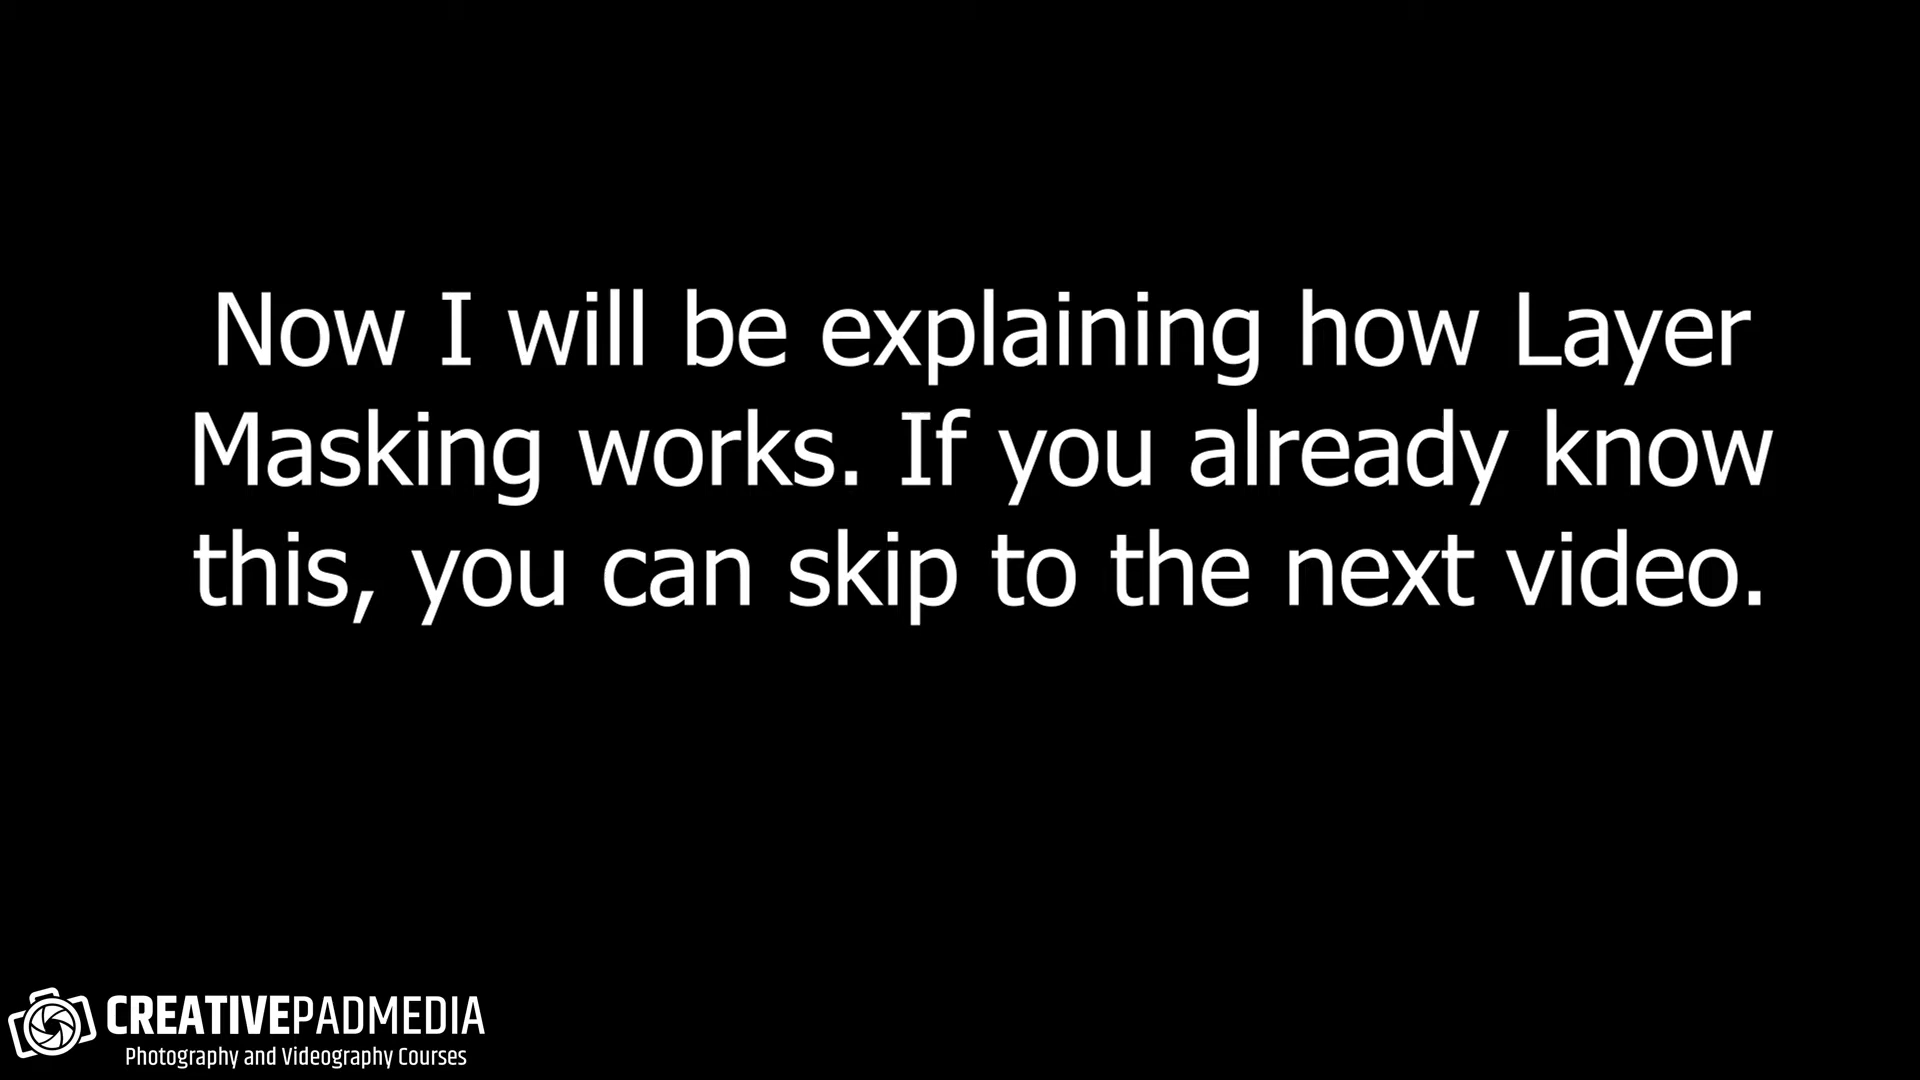 Now I will be explaining how Layer
Masking works. If you already know
this, you can skip to the next video.
CREATIVEPADMEDIA
Photography and Videography Courses